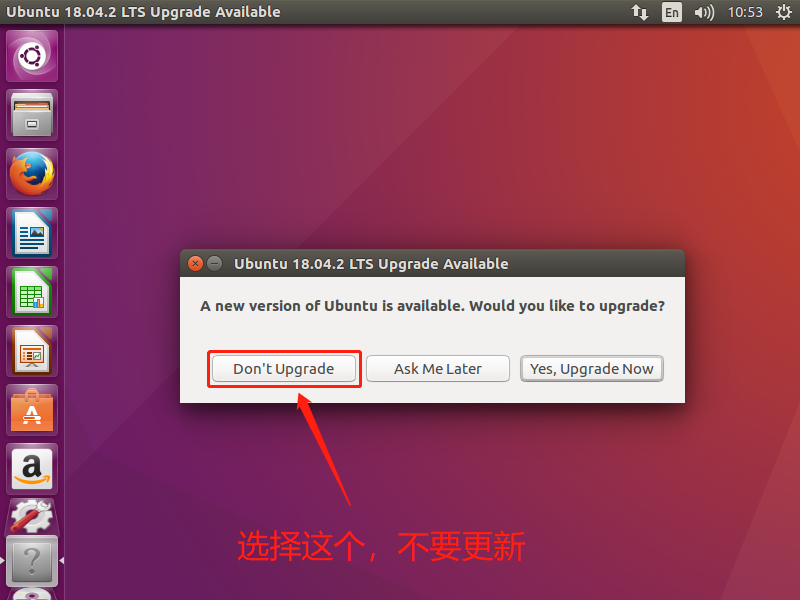 Ubuntu 18.04.2 LTS Upgrade Available
En
10:53
Ubuntu 18.04.2 LTS Upgrade Available
A new version of Ubuntu is available. Would you like to upgrade?
Don't Upgrade
Ask Me Later
Yes, Upgrade Now
选择这个，不要更新
A
a
?